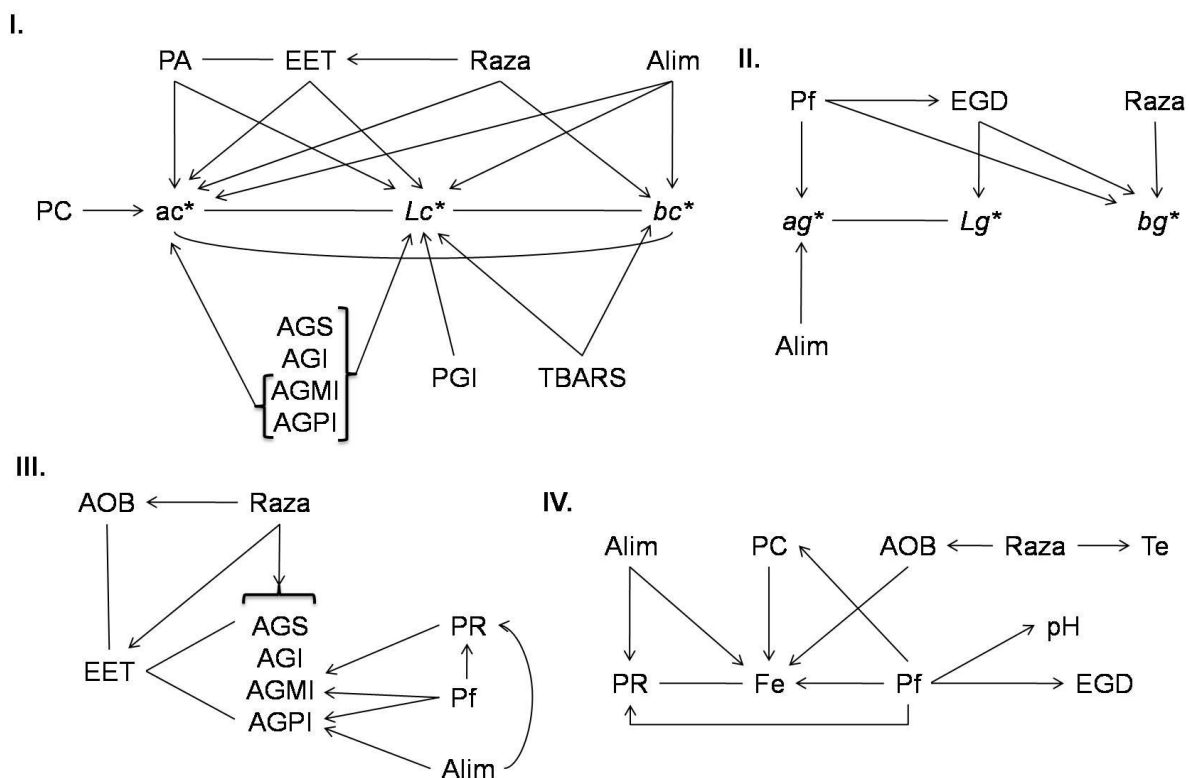 I.
PA EET Raza Alim
PC ac* Lc* bc*
AGS
AGI
AGMI
AGPI
PGI TBARS
II.
Pf EGD Raza
ag* Lg* bg*
Alim
III.
AOB Raza
AGS
AGI
AGMI
AGPI
EET
PR
Pf
Alim
IV.
Alim PC AOB Raza Te
pH
PR Fe Pf EGD